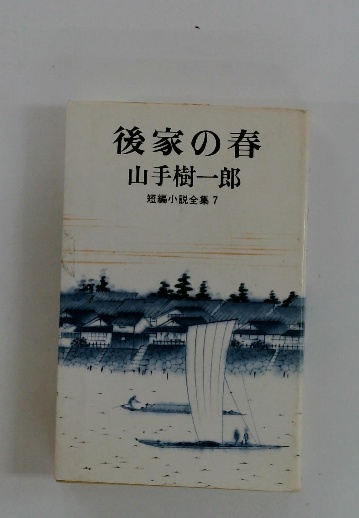 後家の春
山手樹一郎
短編小説全集7